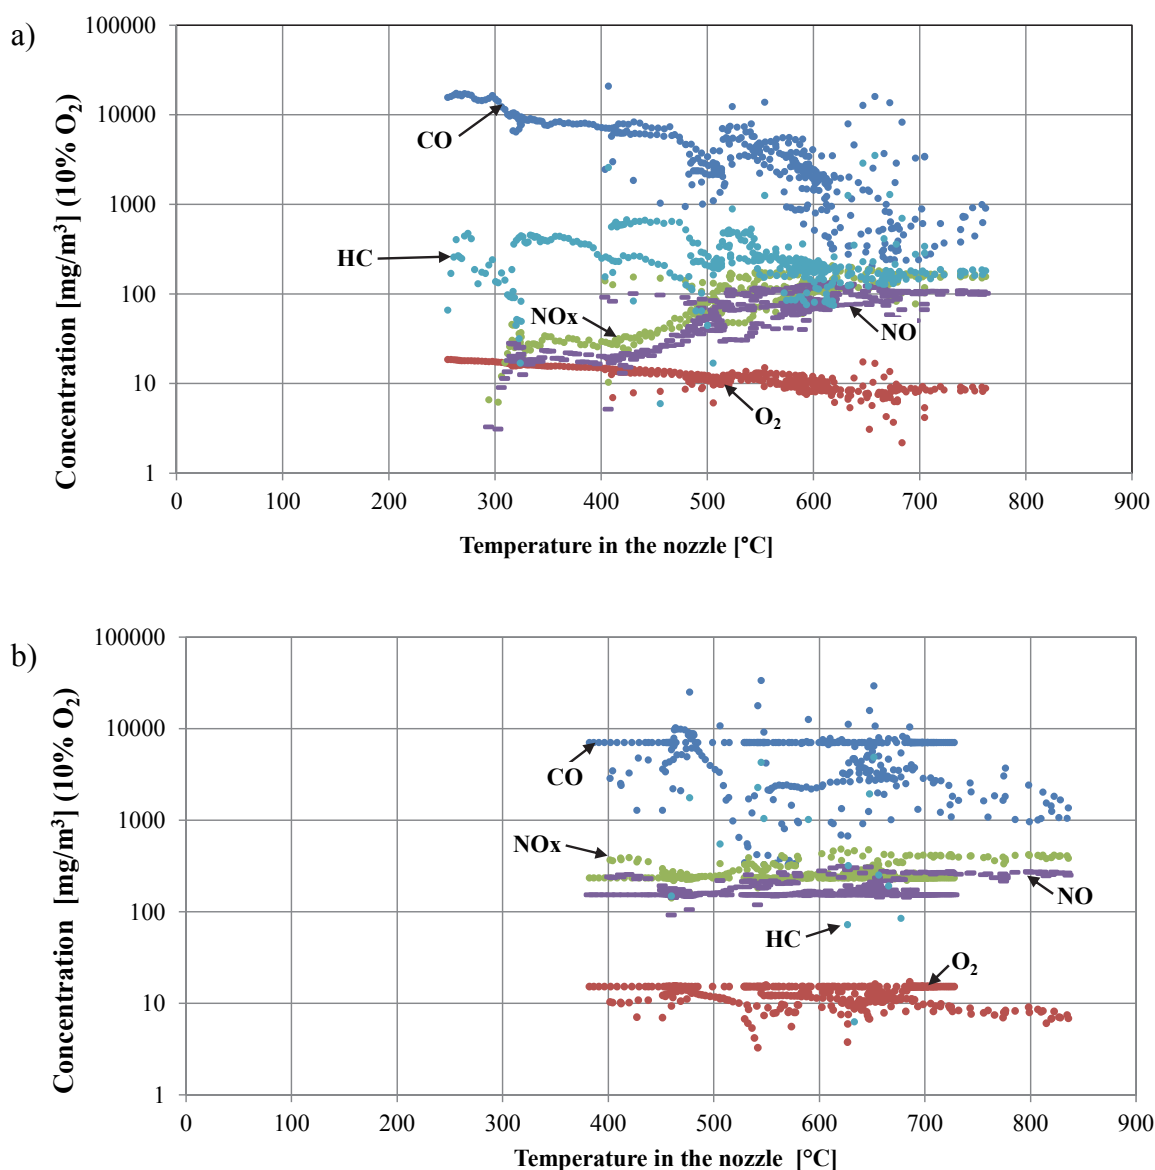 a)
Concentration [mg/m³] (10% O₂)
100000
10000
1000
100
10
1
CO
HC
NOx
NO
O₂
0 100 200 300 400 500 600 700 800 900
Temperature in the nozzle [°C]
b)
Concentration [mg/m³] (10% O₂)
100000
10000
1000
100
10
1
CO
NOx
NO
HC
O₂
0 100 200 300 400 500 600 700 800 900
Temperature in the nozzle [°C]